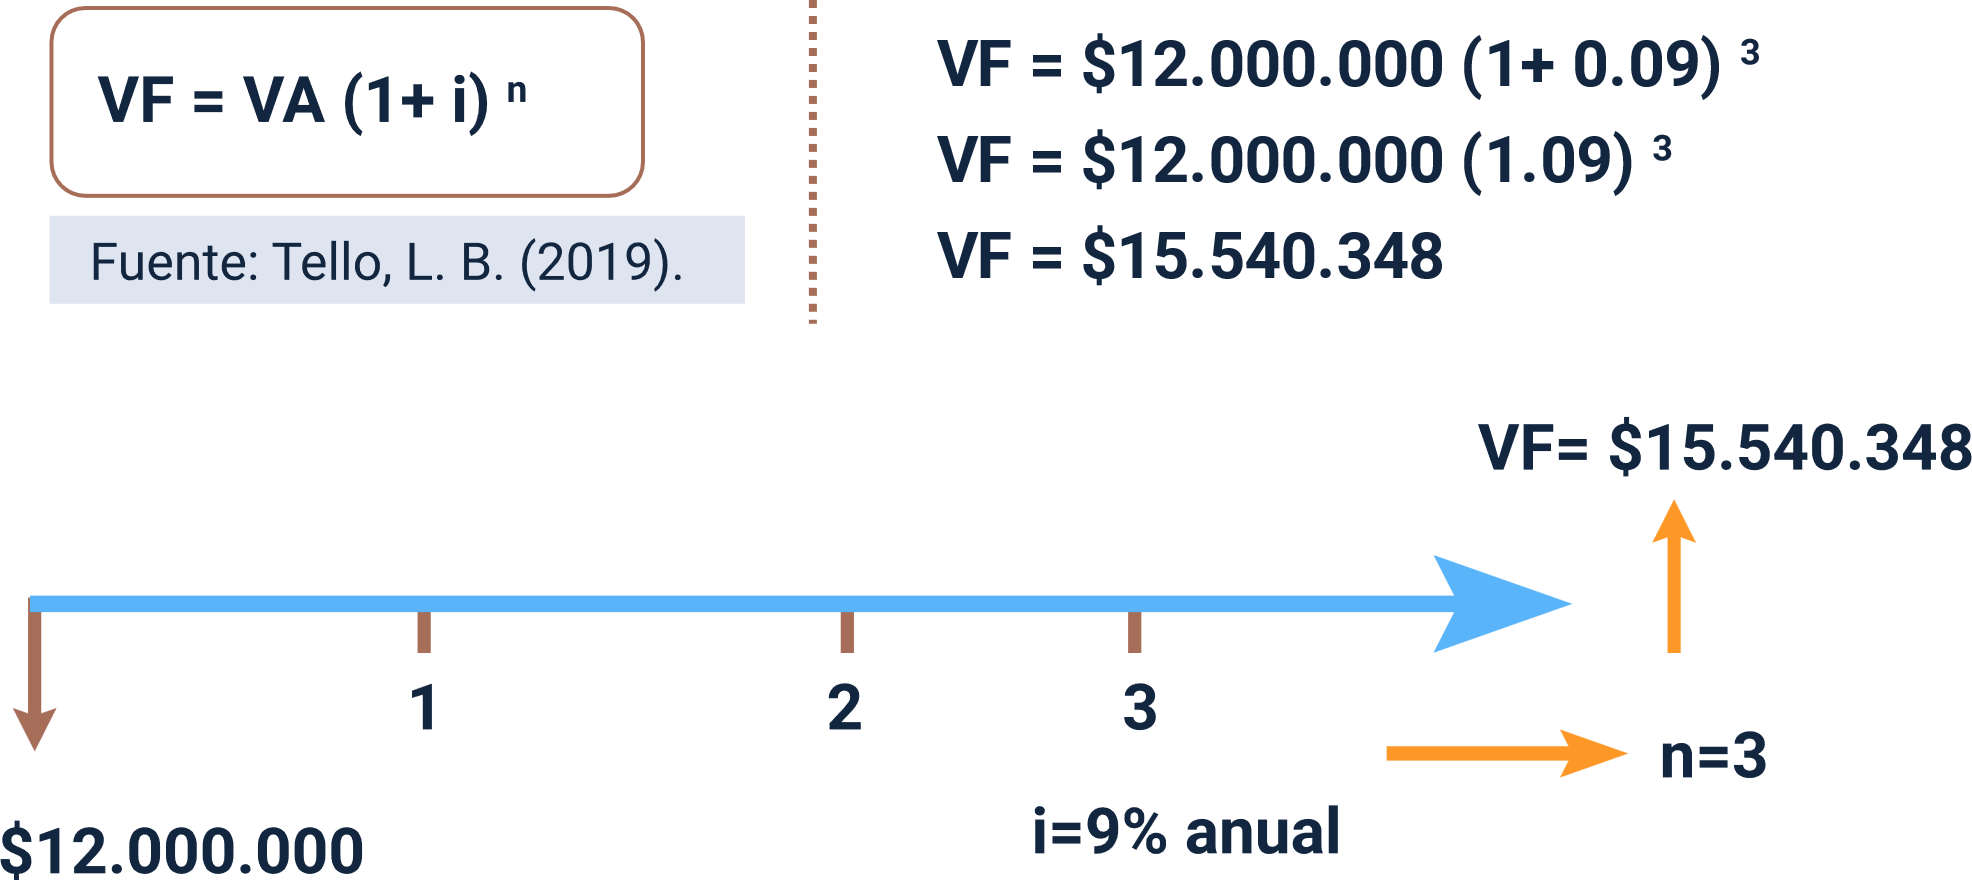 VF = VA (1+ i) ⁿ
Fuente: Tello, L. B. (2019).
VF = $12.000.000 (1+ 0.09) ³
VF = $12.000.000 (1.09) ³
VF = $15.540.348
VF= $15.540.348
1 2 3
n=3
i=9% anual
$12.000.000